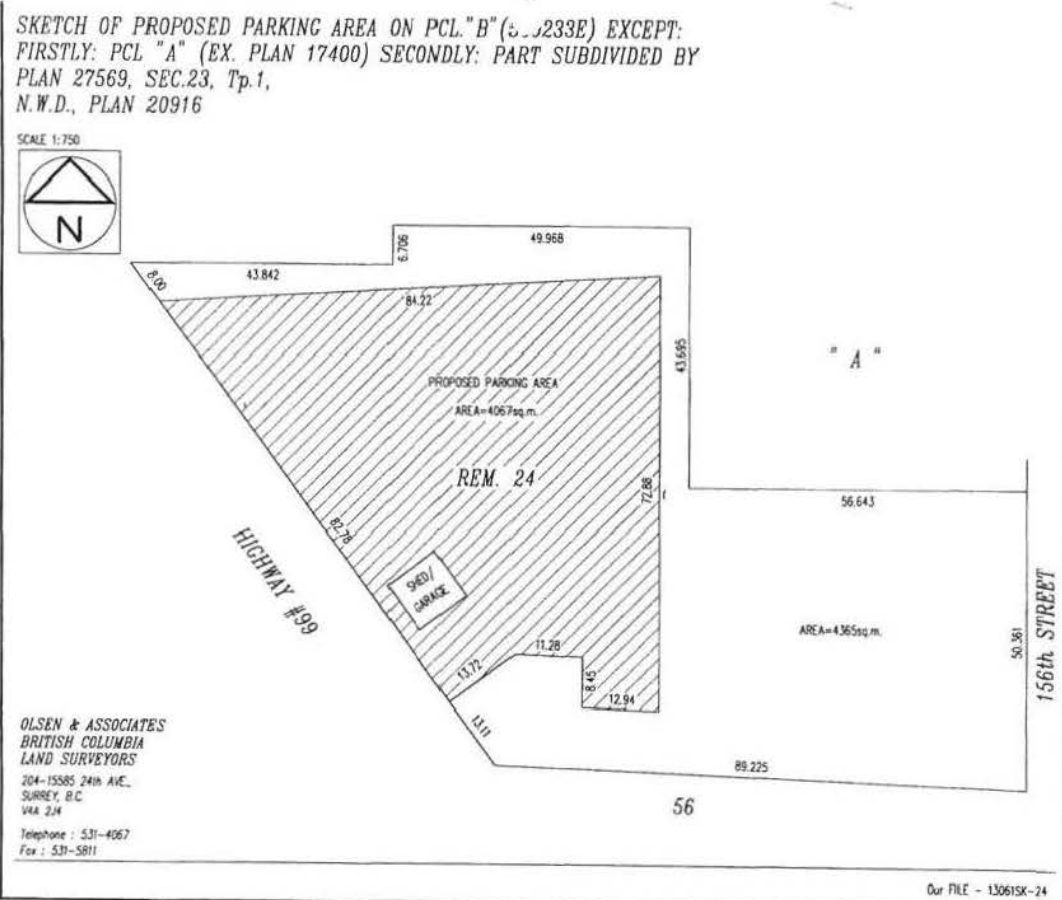 SKETCH OF PROPOSED PARKING AREA ON PCL."B" EXCEPT:
FIRSTLY: PCL "A" (EX. PLAN 17400) SECONDLY: PART SUBDIVIDED BY
PLAN 27569, SEC.23, Tp.1,
N.W.D., PLAN 20916
SCALE 1:750
N
49.968
6.706
43.842
8.00
84.22
43.695
" A "
PROPOSED PARKING AREA
AREA=4067sq.m.
REM. 24
72.88
56.643
82.78
HIGHWAY #99
SHED/
GARAGE
AREA=4365sq.m.
50.361
156th STREET
11.28
13.72
8.45
12.94
13.11
89.225
56
OLSEN & ASSOCIATES
BRITISH COLUMBIA
LAND SURVEYORS
204-15585 24th AVE.,
SURREY, B.C.
V4A 2J4
Telephone : 531-4067
Fax : 531-5811
Our FILE - 13061SK-24